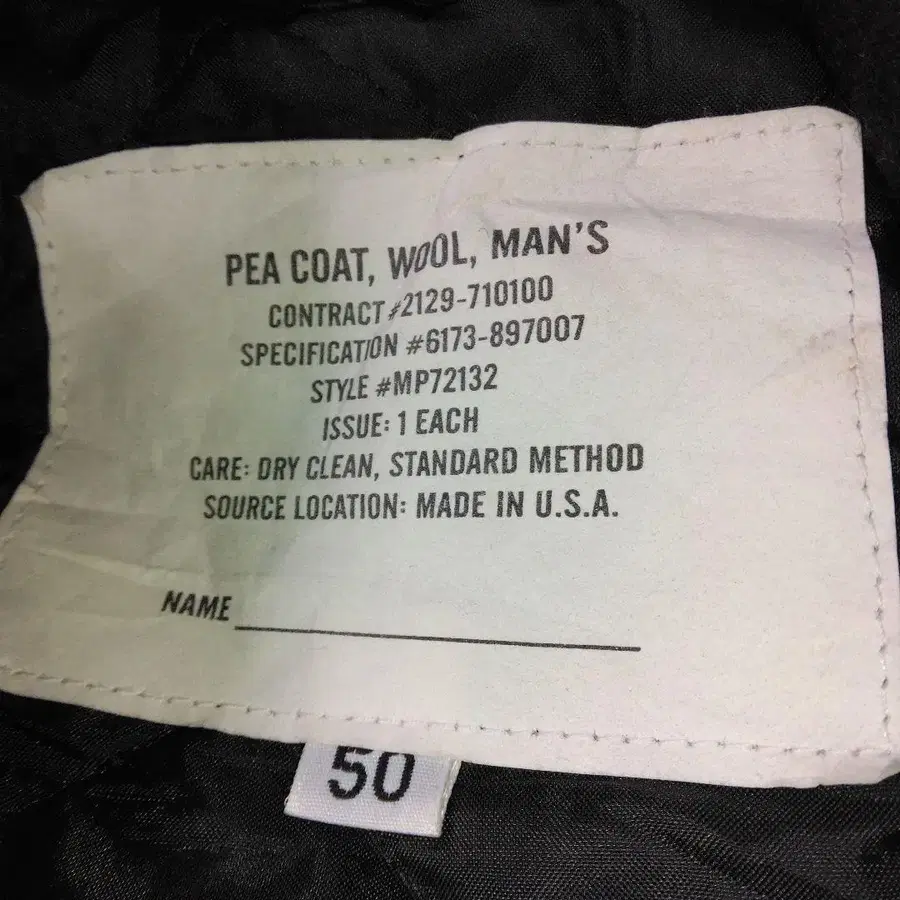 PEA COAT, WOOL, MAN'S
CONTRACT #2129-710100
SPECIFICATION #6173-897007
STYLE #MP72132
ISSUE: 1 EACH
CARE: DRY CLEAN, STANDARD METHOD
SOURCE LOCATION: MADE IN U.S.A.
NAME
50